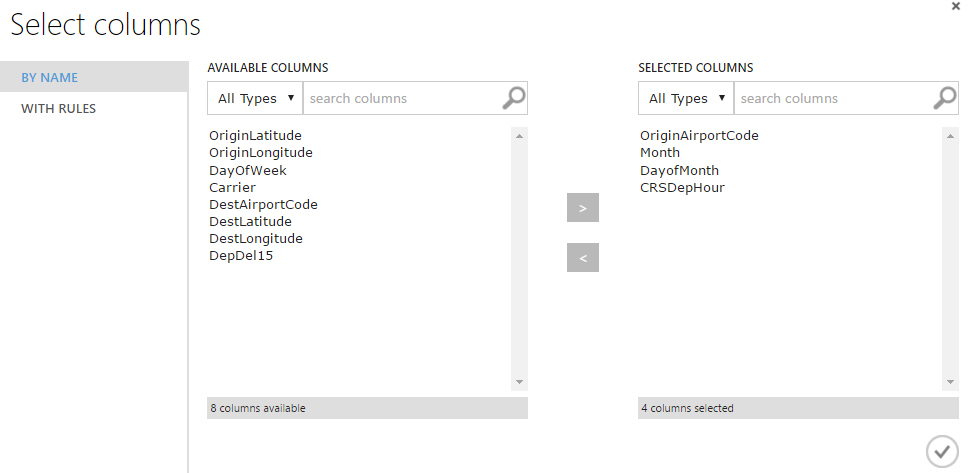 Select columns
BY NAME
WITH RULES
AVAILABLE COLUMNS
All Types
search columns
OriginLatitude
OriginLongitude
DayOfWeek
Carrier
DestAirportCode
DestLatitude
DestLongitude
DepDel15
8 columns available
>
<
SELECTED COLUMNS
All Types
search columns
OriginAirportCode
Month
DayofMonth
CRSDepHour
4 columns selected